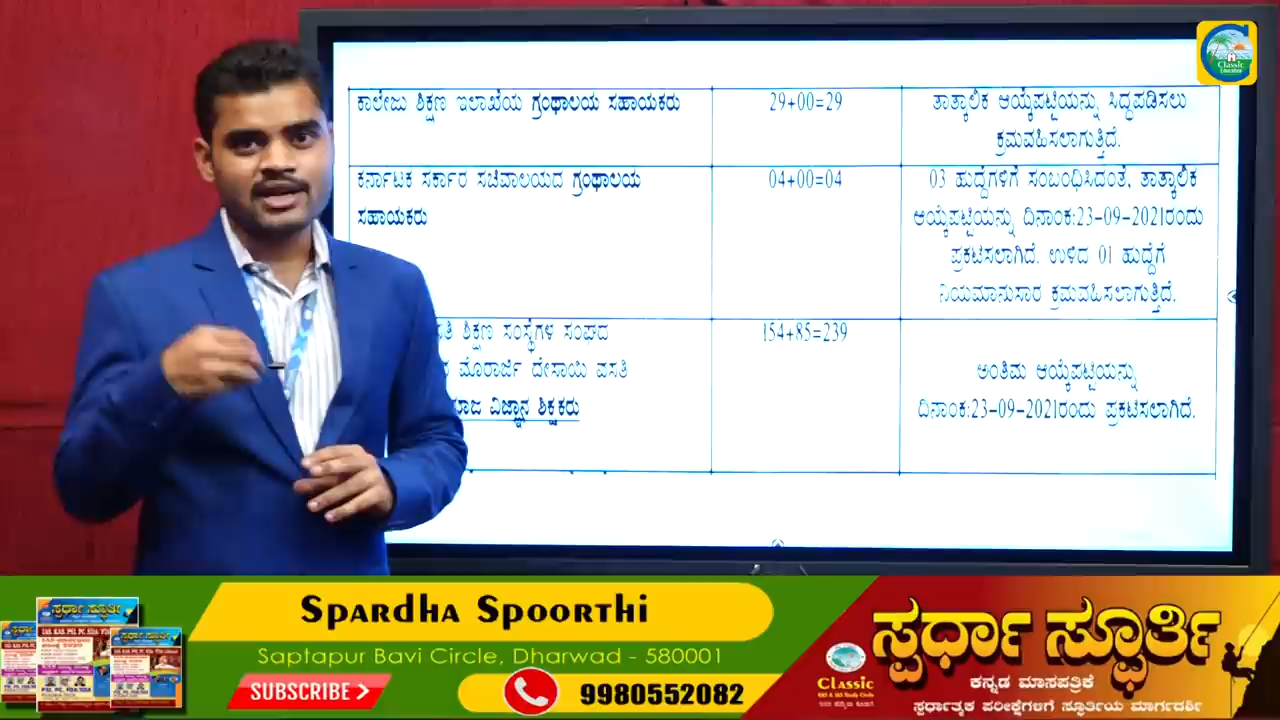 Classic
Education
ಕಾಲೇಜು ಶಿಕ್ಷಣ ಇಲಾಖೆಯ ಗ್ರಂಥಾಲಯ ಸಹಾಯಕರು
29+00=29
ತಾತ್ಕಾಲಿಕ ಆಯ್ಕೆಪಟ್ಟಿಯನ್ನು ಸಿದ್ಧಪಡಿಸಲು
ಕ್ರಮವಹಿಸಲಾಗುತ್ತಿದೆ.
ಕರ್ನಾಟಕ ಸರ್ಕಾರ ಸಚಿವಾಲಯದ ಗ್ರಂಥಾಲಯ
ಸಹಾಯಕರು
04+00=04
03 ಹುದ್ದೆಗಳಿಗೆ ಸಂಬಂಧಿಸಿದಂತೆ, ತಾತ್ಕಾಲಿಕ
ಆಯ್ಕೆಪಟ್ಟಿಯನ್ನು ದಿನಾಂಕ:23-09-2021ರಂದು
ಪ್ರಕಟಿಸಲಾಗಿದೆ. ಉಳಿದ 01 ಹುದ್ದೆಗೆ
ನಿಯಮಾನುಸಾರ ಕ್ರಮವಹಿಸಲಾಗುತ್ತಿದೆ.
ಶಿಕ್ಷಣ ಸಂಸ್ಥೆಗಳ ಸಂಘದ
ಮೊರಾರ್ಜಿ ದೇಸಾಯಿ ವಸತಿ
ವಿಜ್ಞಾನ ಶಿಕ್ಷಕರು
154+85=239
ಅಂತಿಮ ಆಯ್ಕೆಪಟ್ಟಿಯನ್ನು
ದಿನಾಂಕ:23-09-2021ರಂದು ಪ್ರಕಟಿಸಲಾಗಿದೆ.
Spardha Spoorthi
Saptapur Bavi Circle, Dharwad - 580001
SUBSCRIBE
9980552082
ಸ್ಪರ್ಧಾ ಸ್ಫೂರ್ತಿ
Classic
ಕನ್ನಡ ಮಾಸಪತ್ರಿಕೆ
ಸ್ಪರ್ಧಾತ್ಮಕ ಪರೀಕ್ಷೆಗಳಿಗೆ ಸ್ಫೂರ್ತಿಯ ಮಾರ್ಗದರ್ಶಿ